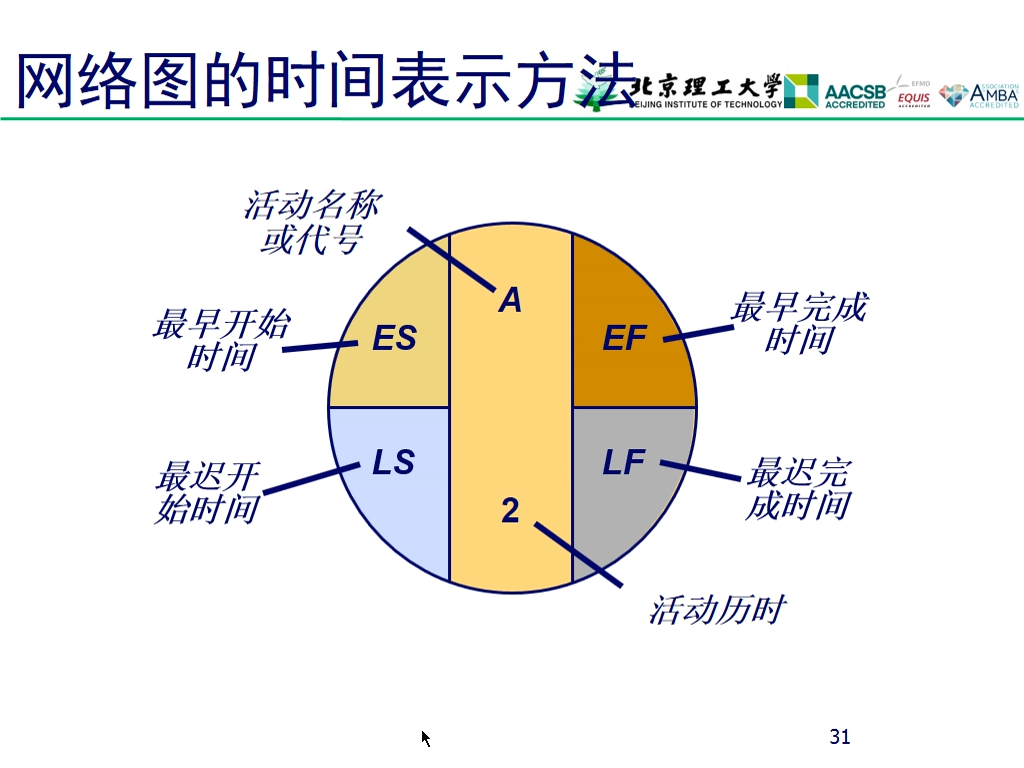 网络图的时间表示方法
北京理工大学
BEIJING INSTITUTE OF TECHNOLOGY
AACSB
ACCREDITED
EFMD
EQUIS
ACCREDITED
ASSOCIATION
AMBA
ACCREDITED
活动名称
或代号
A
最早开始
时间
ES
EF
最早完成
时间
最迟开
始时间
LS
LF
最迟完
成时间
2
活动历时
31